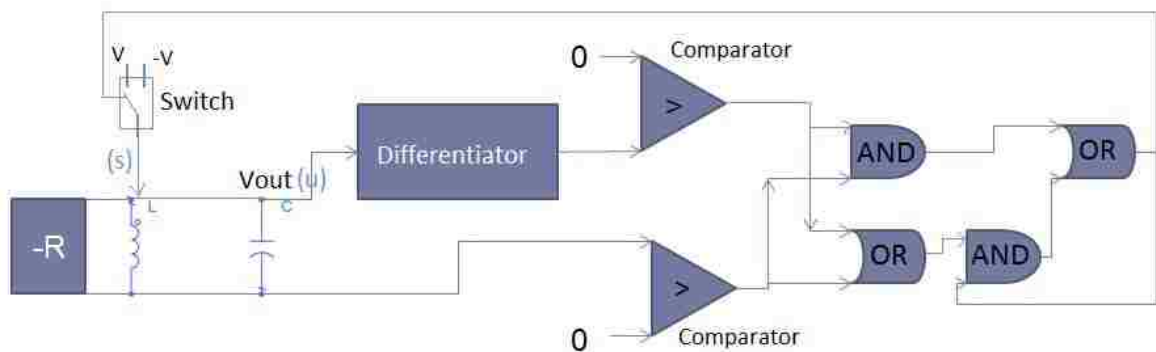 V -V
Switch
(s)
-R
L
Vout (u)
C
Differentiator
0
Comparator
>
0
>
Comparator
AND
OR
OR
AND